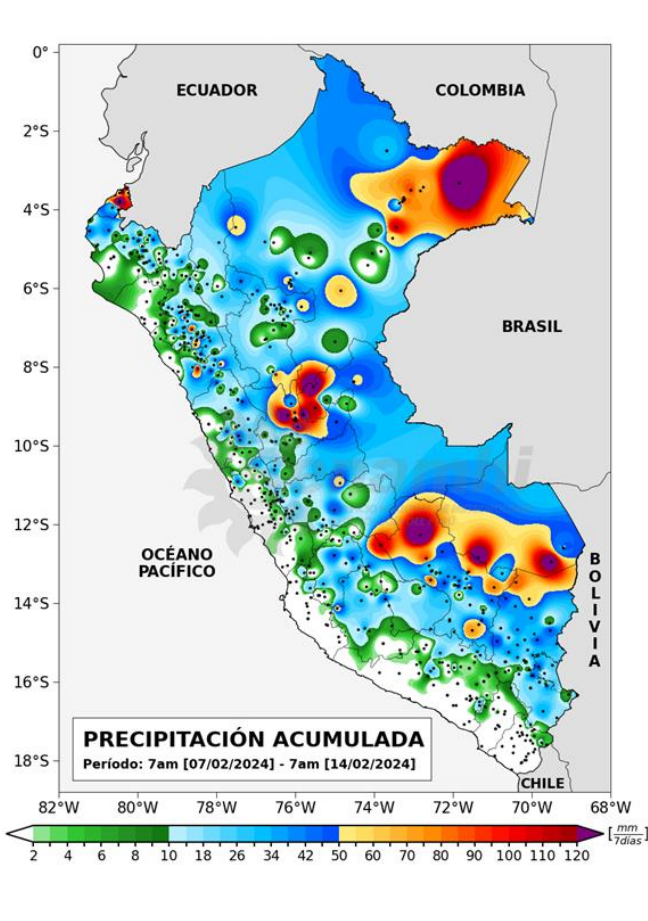 0°
2°S
4°S
6°S
8°S
10°S
12°S
14°S
16°S
18°S
ECUADOR
COLOMBIA
BRASIL
OCÉANO
PACÍFICO
B
O
L
I
V
I
A
PRECIPITACIÓN ACUMULADA
Período: 7am [07/02/2024] - 7am [14/02/2024]
CHILE
82°W 80°W 78°W 76°W 74°W 72°W 70°W 68°W
2 4 6 8 10 18 26 34 42 50 60 70 80 90 100 110 120
[mm/7días]